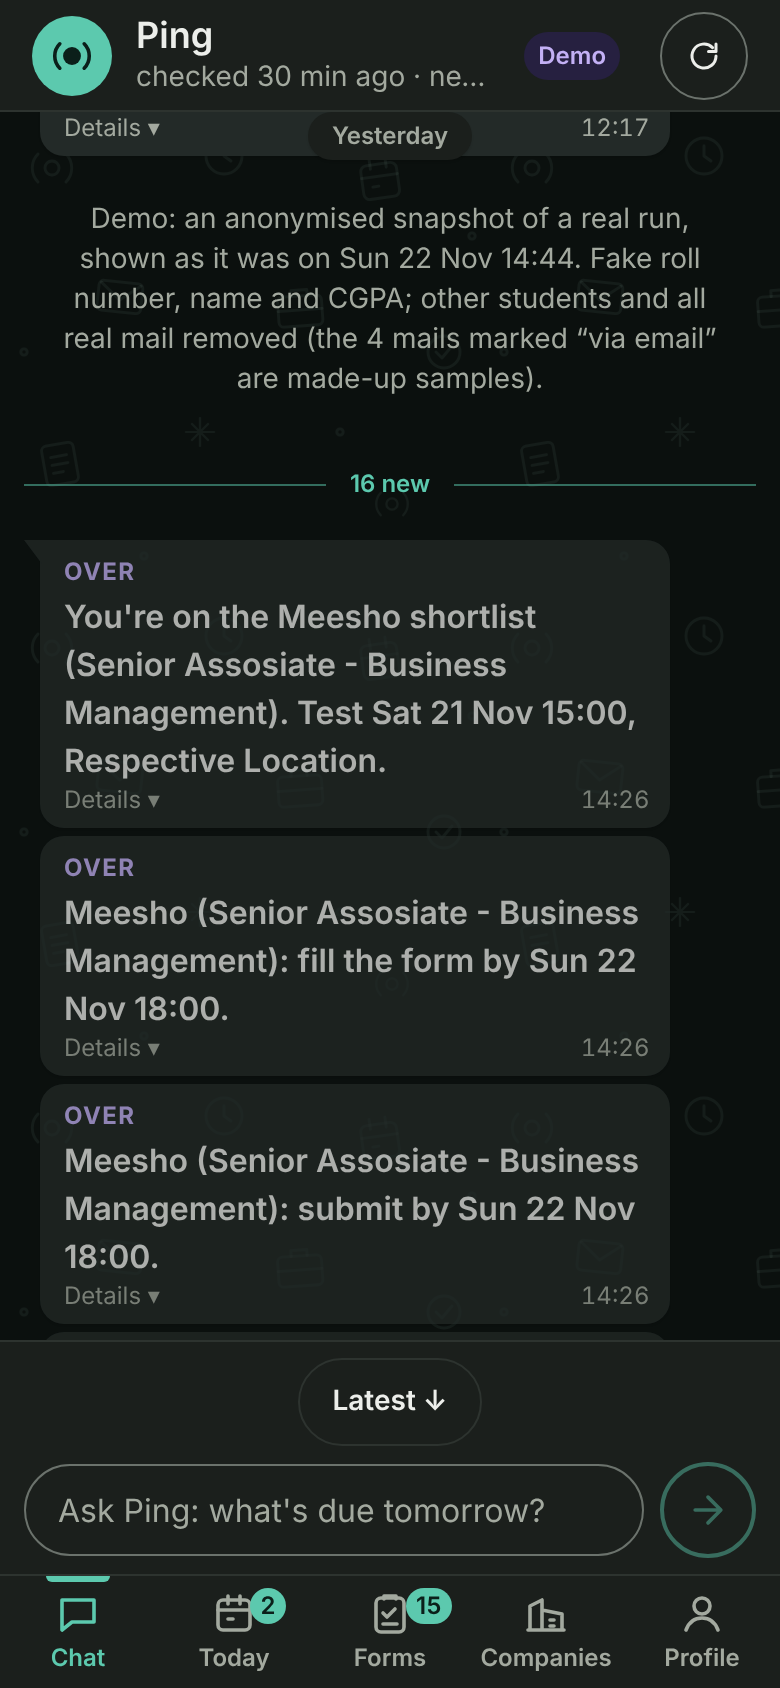 Ping
checked 30 min ago · ne...
Demo
Details ▾
Yesterday
12:17
Demo: an anonymised snapshot of a real run,
shown as it was on Sun 22 Nov 14:44. Fake roll
number, name and CGPA; other students and all
real mail removed (the 4 mails marked “via email”
are made-up samples).
16 new
OVER
You're on the Meesho shortlist
(Senior Assosiate - Business
Management). Test Sat 21 Nov 15:00,
Respective Location.
Details ▾
14:26
OVER
Meesho (Senior Assosiate - Business
Management): fill the form by Sun 22
Nov 18:00.
Details ▾
14:26
OVER
Meesho (Senior Assosiate - Business
Management): submit by Sun 22 Nov
18:00.
Details ▾
14:26
Latest ↓
Ask Ping: what's due tomorrow?
2
15
Chat
Today
Forms
Companies
Profile